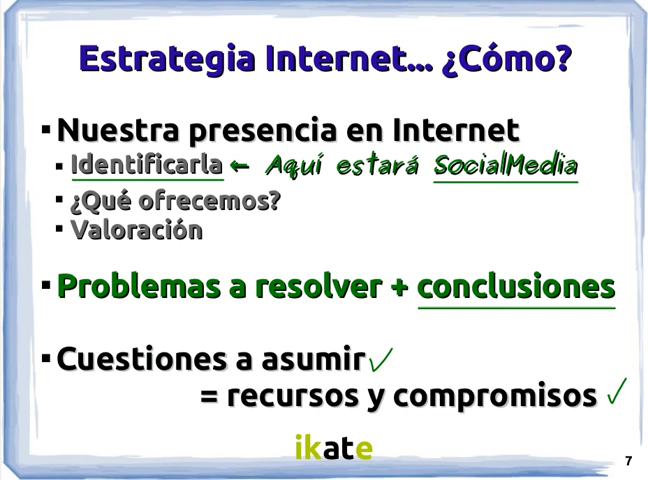 Estrategia Internet... ¿Cómo?
▪ Nuestra presencia en Internet
▪ Identificarla ← Aquí estará SocialMedia
▪ ¿Qué ofrecemos?
▪ Valoración
▪ Problemas a resolver + conclusiones
▪ Cuestiones a asumir ✓
= recursos y compromisos ✓
ikate
7